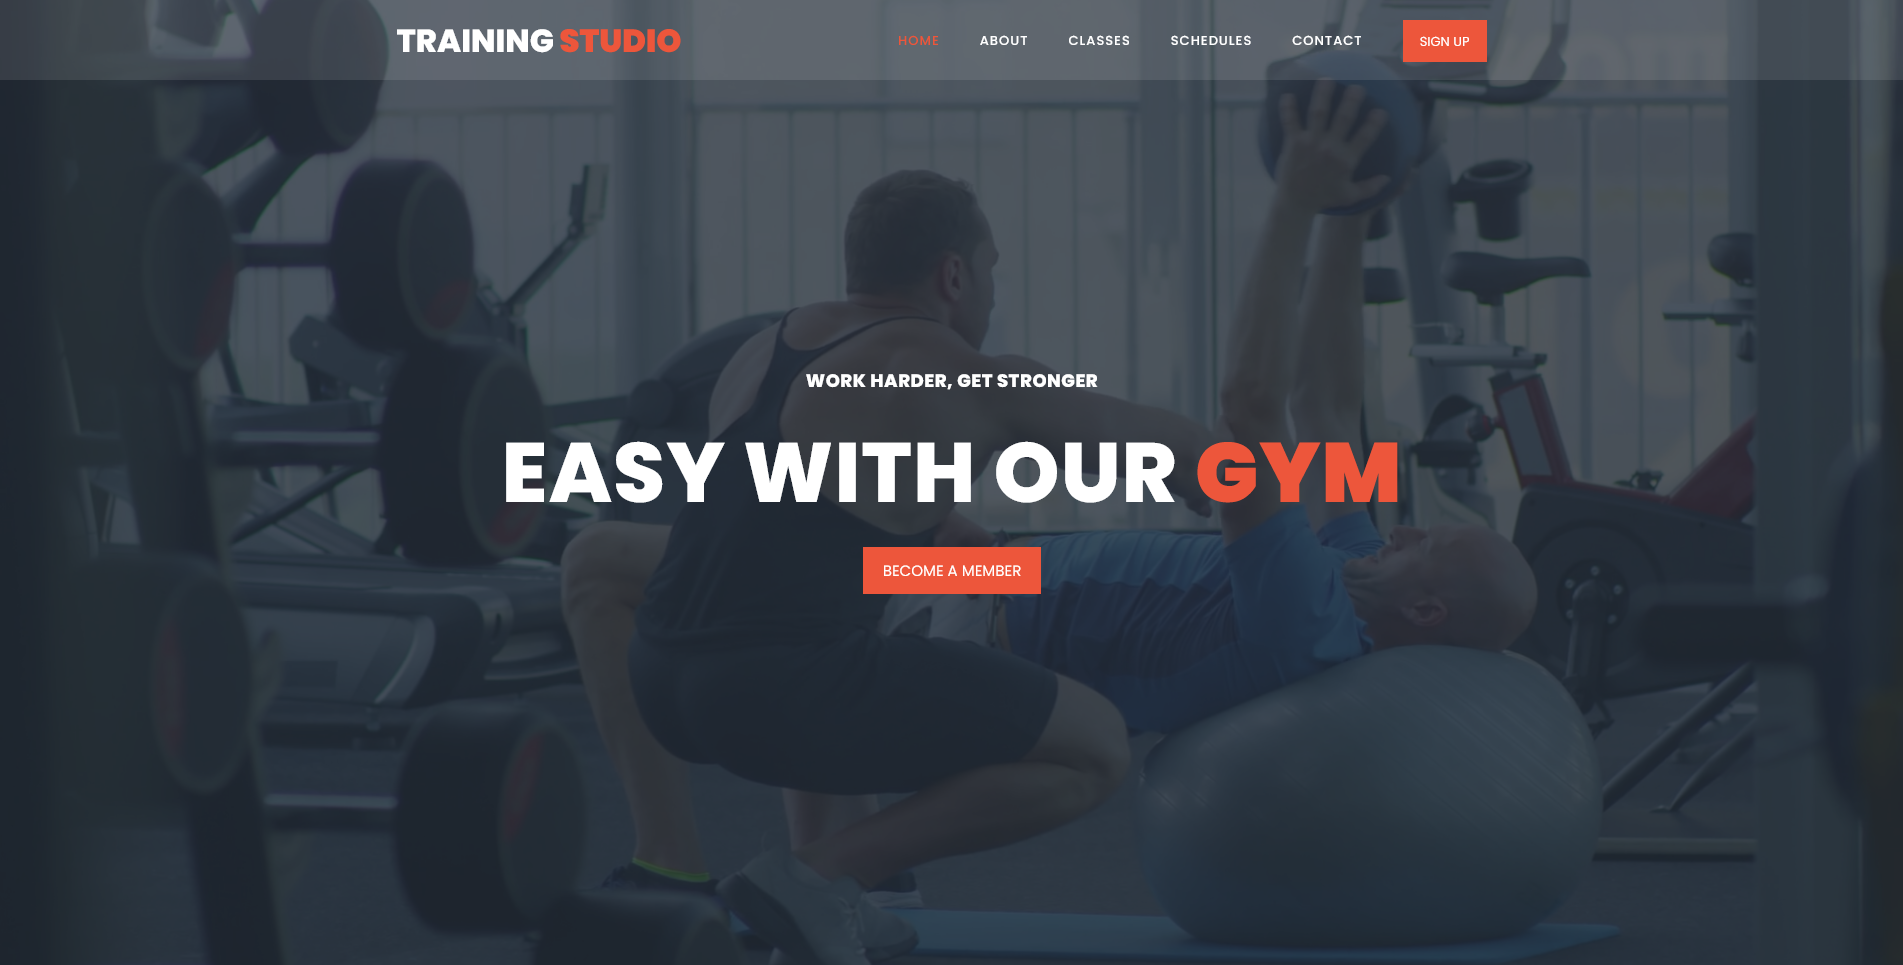 TRAINING STUDIO
HOME ABOUT CLASSES SCHEDULES CONTACT SIGN UP
WORK HARDER, GET STRONGER
EASY WITH OUR GYM
BECOME A MEMBER